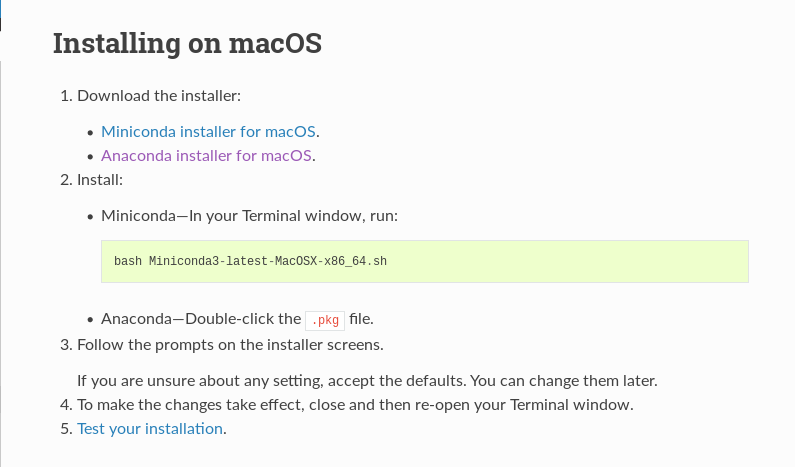 Installing on macOS
1. Download the installer:
• Miniconda installer for macOS.
• Anaconda installer for macOS.
2. Install:
• Miniconda—In your Terminal window, run:
bash Miniconda3-latest-MacOSX-x86_64.sh
• Anaconda—Double-click the .pkg file.
3. Follow the prompts on the installer screens.
If you are unsure about any setting, accept the defaults. You can change them later.
4. To make the changes take effect, close and then re-open your Terminal window.
5. Test your installation.